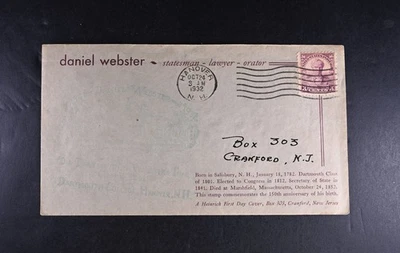 daniel webster - statesman - lawyer - orator
HANOVER
OCT 24
1932
N.H.
Box 303
CRANFORD, N.J.
Born in Salisbury, N. H., January 18, 1782. Dartmouth Class
of 1801. Elected to Congress in 1812. Secretary of State in
1841. Died at Marshfield, Massachusetts, October 24, 1852.
This stamp commemorates the 150th anniversary of his birth.
A First Day Cover, Box 303, Cranford, New Jersey